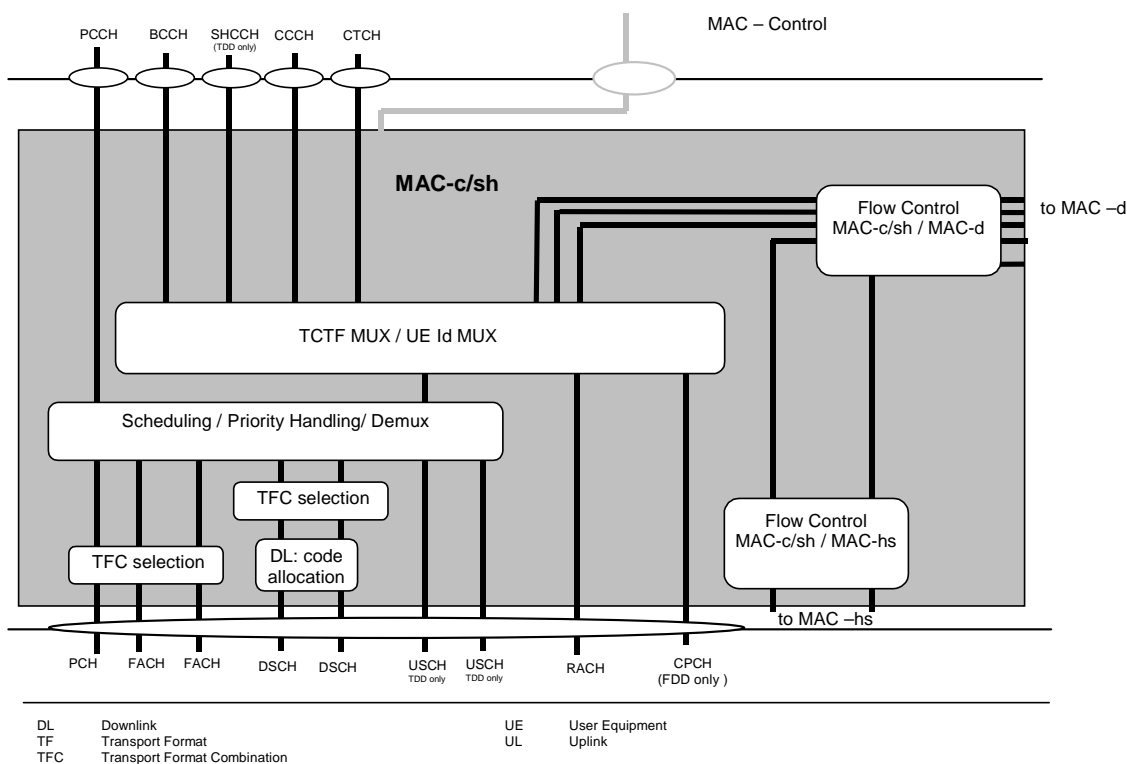 MAC – Control
PCCH BCCH SHCCH CCCH CTCH
(TDD only)
MAC-c/sh
Flow Control
MAC-c/sh / MAC-d
to MAC –d
TCTF MUX / UE Id MUX
Scheduling / Priority Handling/ Demux
TFC selection
Flow Control
MAC-c/sh / MAC-hs
TFC selection
DL: code
allocation
to MAC –hs
PCH FACH FACH DSCH DSCH USCH USCH RACH CPCH
TDD only TDD only (FDD only )
DL Downlink UE User Equipment
TF Transport Format UL Uplink
TFC Transport Format Combination